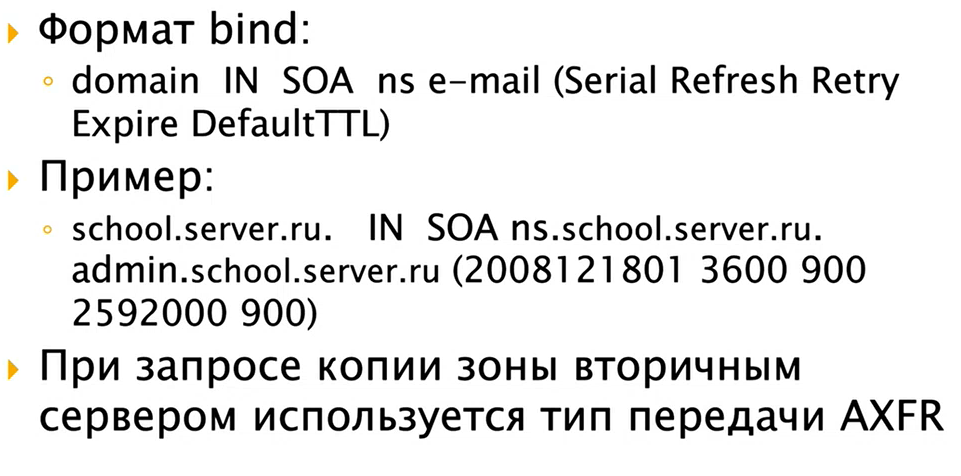 Формат bind:
domain IN SOA ns e-mail (Serial Refresh Retry
Expire DefaultTTL)
Пример:
school.server.ru. IN SOA ns.school.server.ru.
admin.school.server.ru (2008121801 3600 900
2592000 900)
При запросе копии зоны вторичным
сервером используется тип передачи AXFR